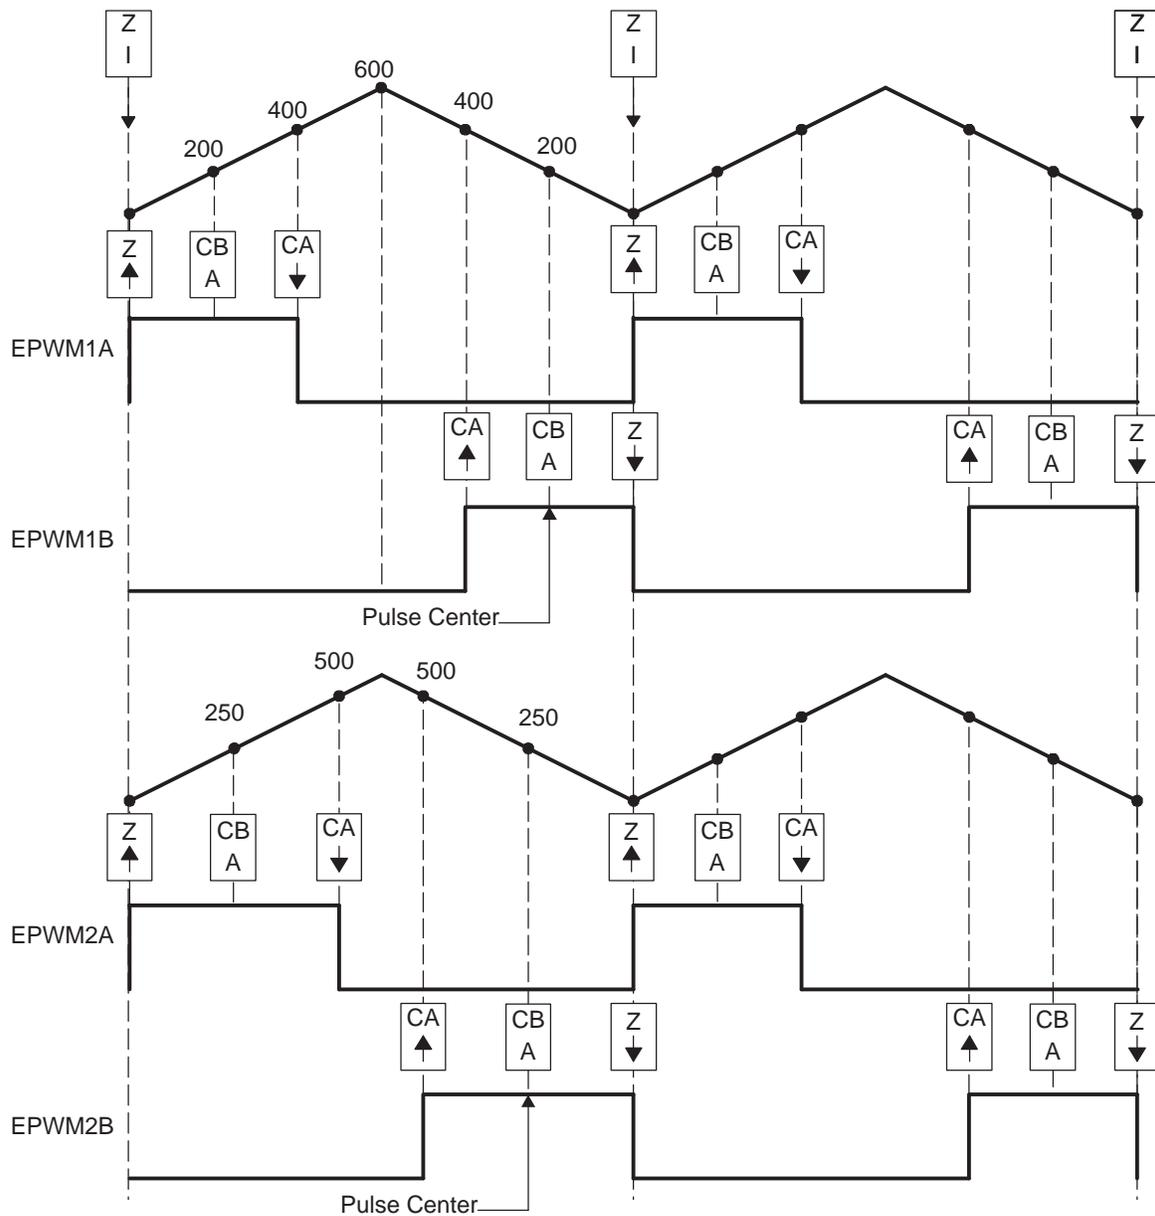 Z I
Z I
Z I
600
400
400
200
200
Z
CB A
CA
Z
CB A
CA
EPWM1A
CA
CB A
Z
CA
CB A
Z
EPWM1B
Pulse Center
500
500
250
250
Z
CB A
CA
Z
CB A
CA
EPWM2A
CA
CB A
Z
CA
CB A
Z
EPWM2B
Pulse Center